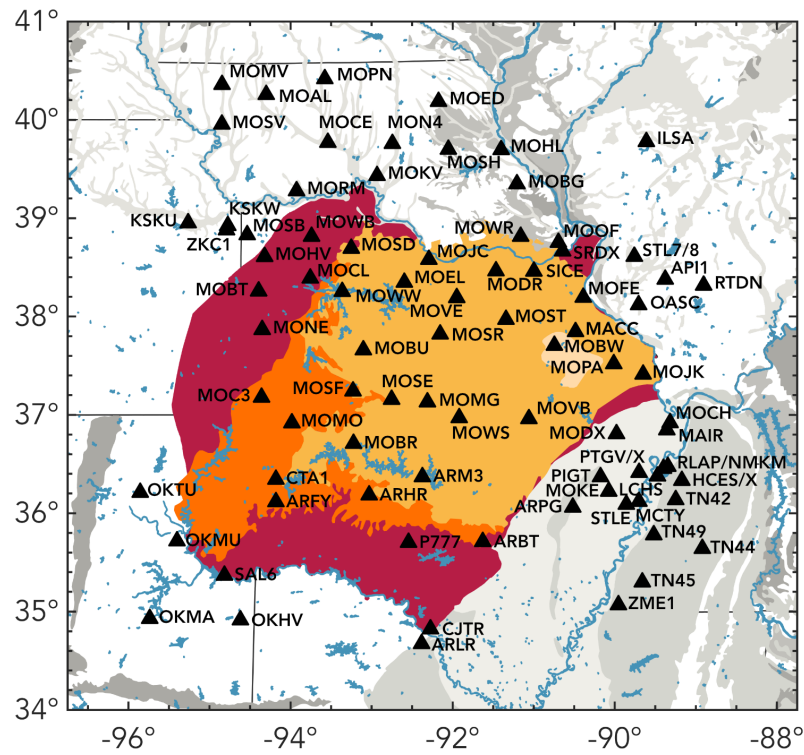 41°
MOMV
MOPN
MOAL
MOED
40°
MOSV
MOCE
MON4
MOHL
ILSA
MOSH
MOKV
MOBG
MORM
39°
KSKU
KSKW
MOSB
MOWB
MOWR
MOOF
ZKC1
MOSD
MOJC
SRDX
STL7/8
MOHV
MOCL
MOEL
MODR
SICE
API1
RTDN
MOBT
MOWW
MOFE
OASC
MOVE
38°
MOST
MONE
MOSR
MACC
MOBU
MOBW
MOPA
MOJK
MOC3
MOSF
MOSE
MOMG
37°
MOMO
MOWS
MOVB
MOCH
MOBR
MODX
MAIR
PTGV/X
RLAP/NMKM
CTA1
ARM3
PIGT
HCES/X
OKTU
ARFY
ARHR
MOKE
LCHS
TN42
36°
ARPG
STLE
MCTY
OKMU
P777
ARBT
TN49
TN44
SAL6
TN45
35°
OKMA
OKHV
ZME1
CJTR
ARLR
34°
-96°
-94°
-92°
-90°
-88°